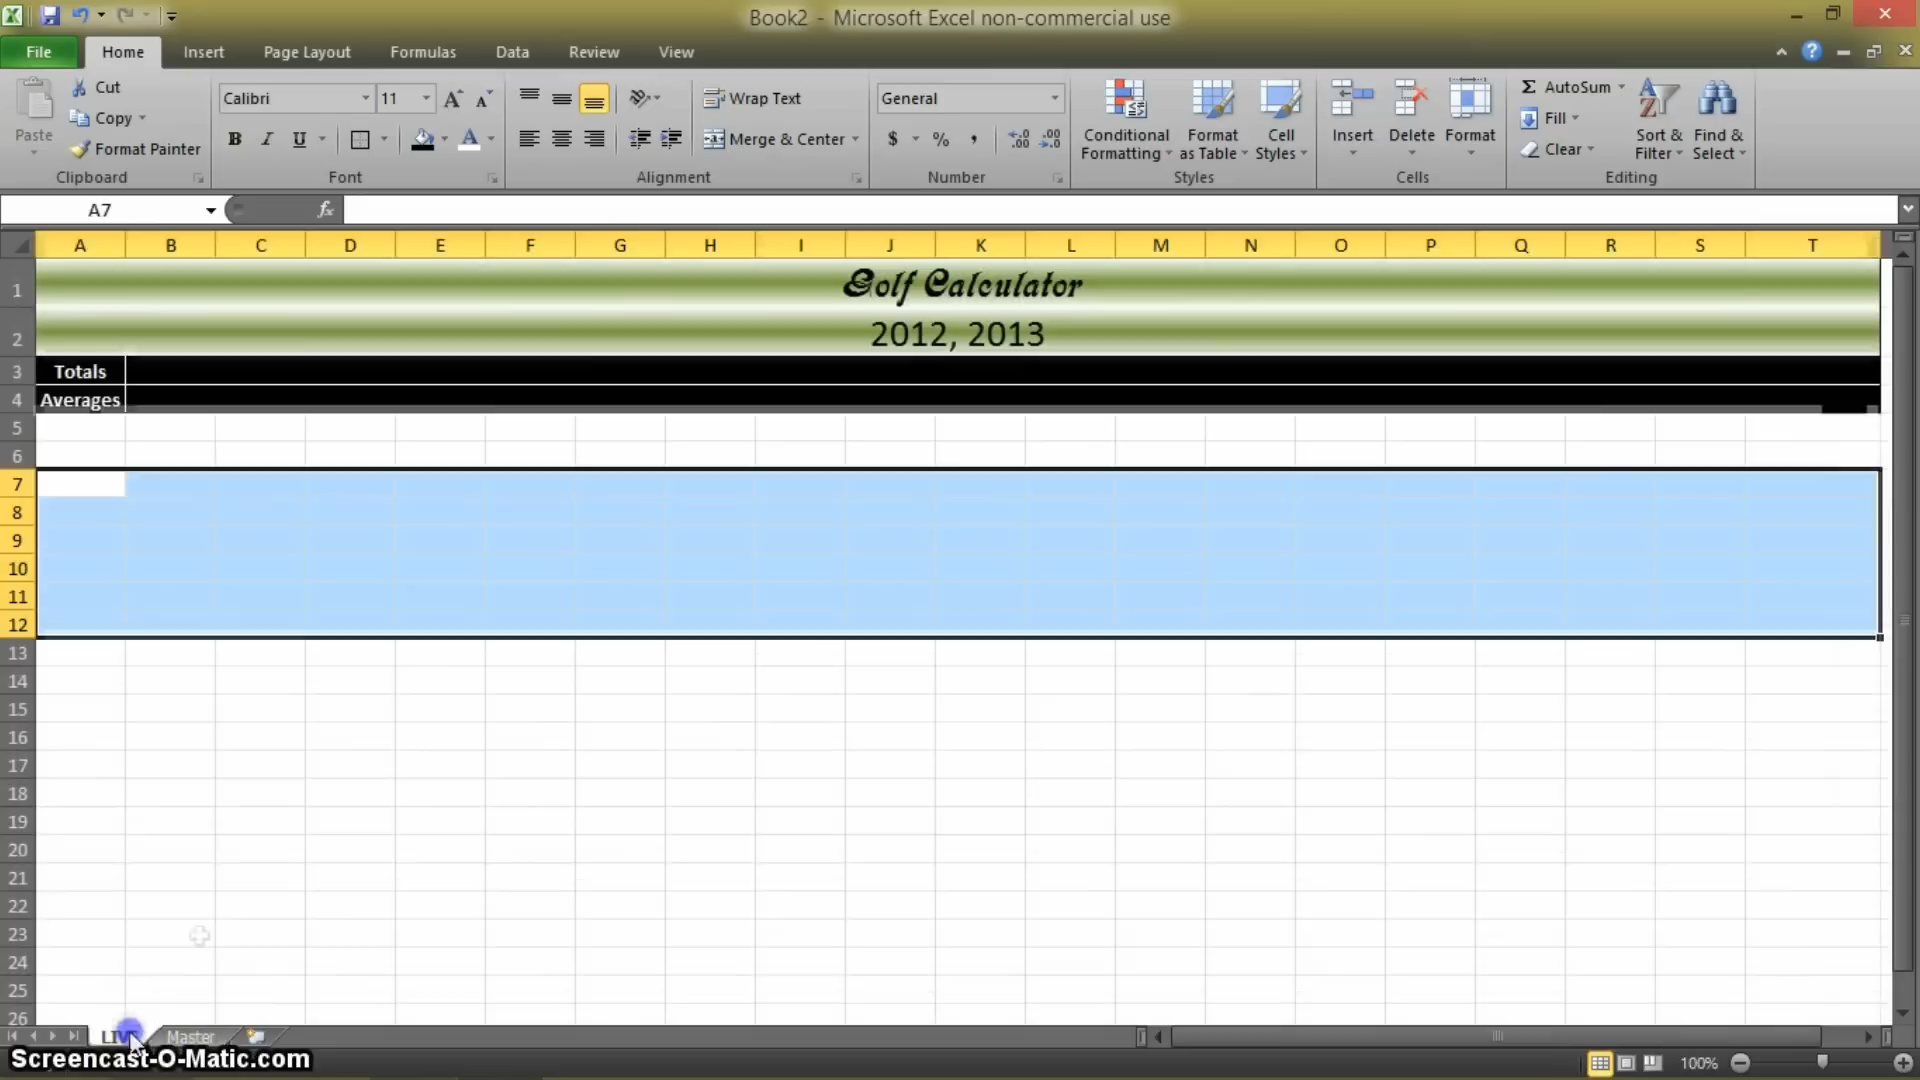 Book2 - Microsoft Excel non-commercial use
File Home Insert Page Layout Formulas Data Review View
Paste
Cut
Copy
Format Painter
Clipboard
Calibri 11
B I U
Font
Wrap Text
Merge & Center
Alignment
General
$ % ,
Number
Conditional Formatting
Format as Table
Cell Styles
Styles
Insert Delete Format
Cells
Σ AutoSum
Fill
Clear
Sort & Filter
Find & Select
Editing
A7 fx
A B C D E F G H I J K L M N O P Q R S T
1 Golf Calculator
2 2012, 2013
3 Totals
4 Averages
5
6
7
8
9
10
11
12
13
14
15
16
17
18
19
20
21
22
23
24
25
26
Master
Screencast-O-Matic.com
100%